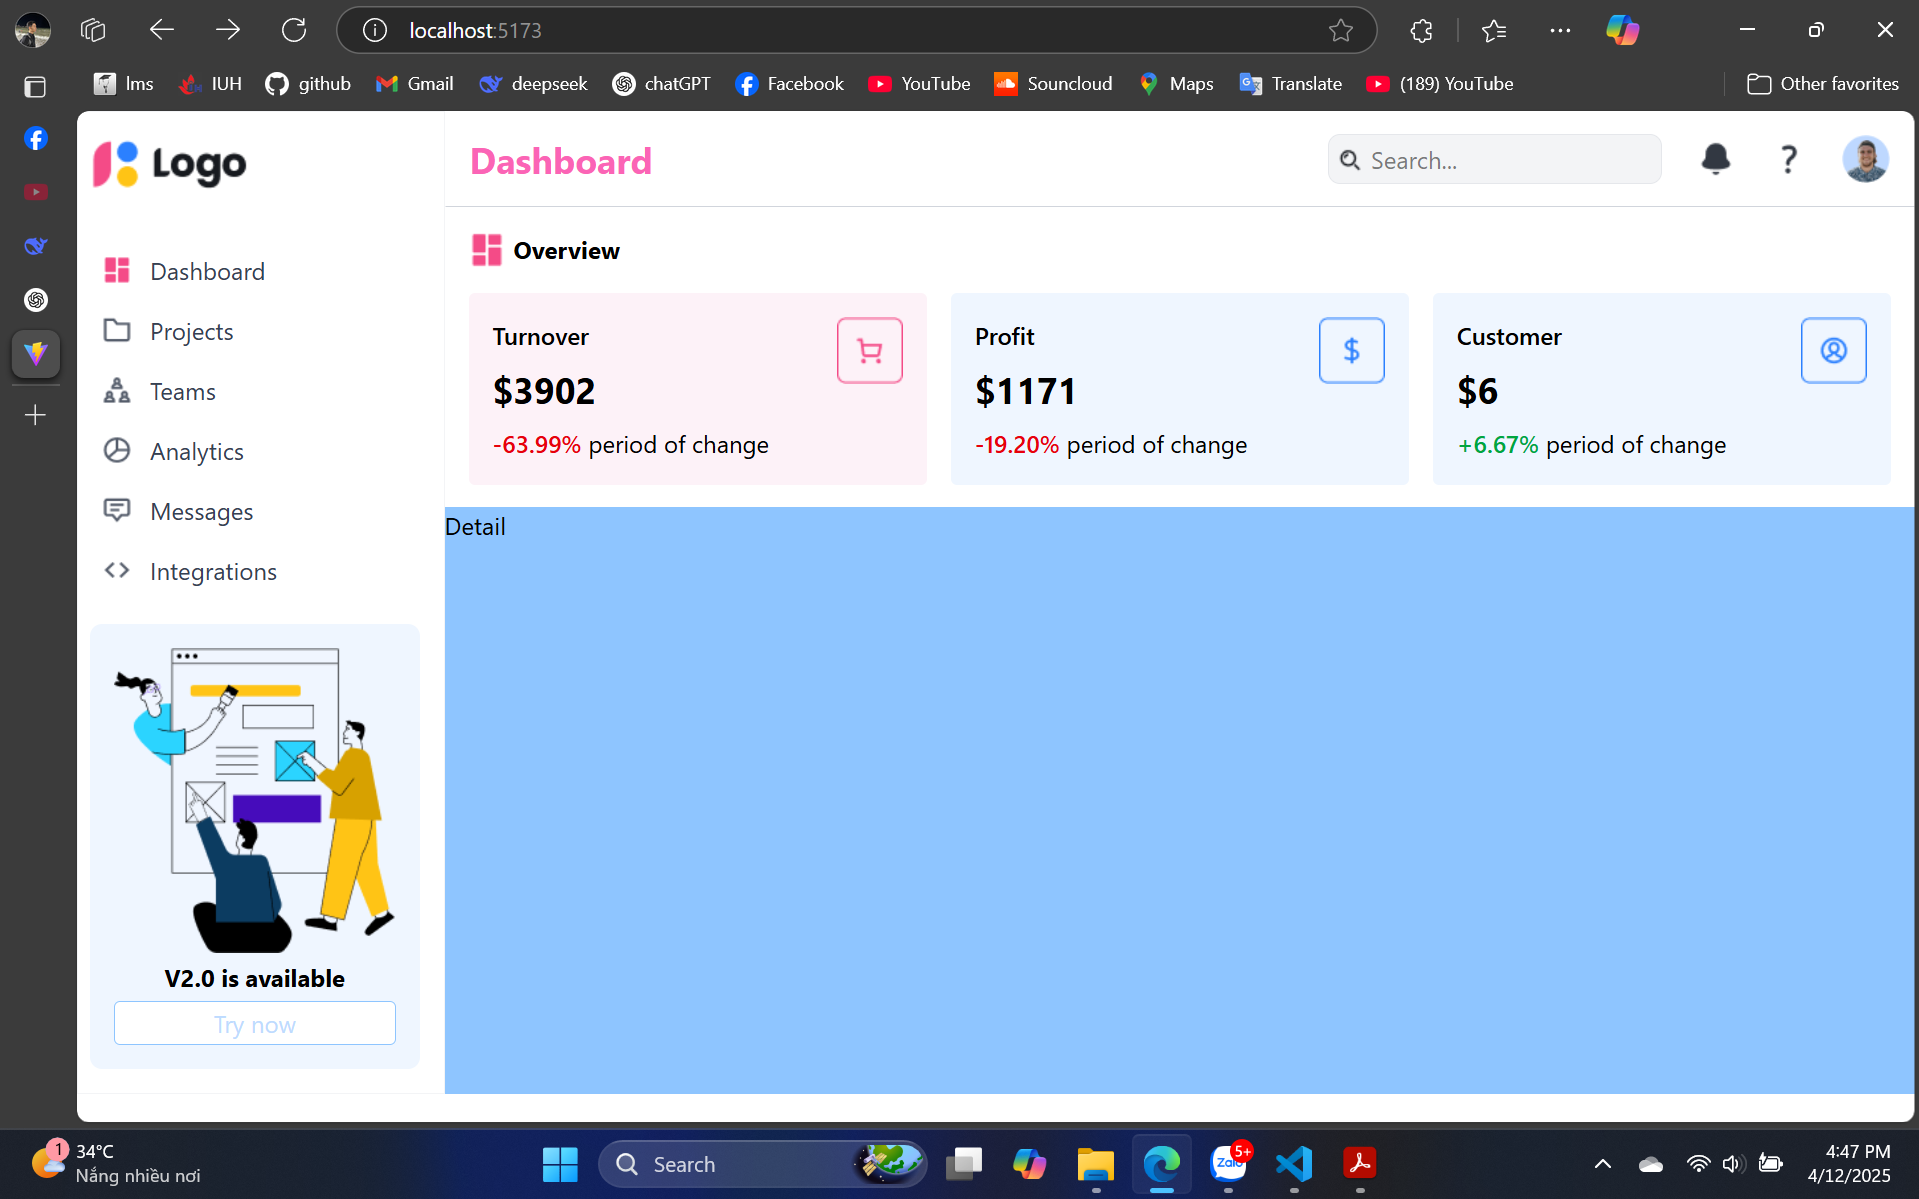 localhost:5173
lms
IUH
github
Gmail
deepseek
chatGPT
Facebook
YouTube
Souncloud
Maps
Translate
(189) YouTube
Other favorites
Logo
Dashboard
Search...
Dashboard
Projects
Teams
Analytics
Messages
Integrations
V2.0 is available
Try now
Overview
Turnover
$3902
-63.99% period of change
Profit
$1171
-19.20% period of change
Customer
$6
+6.67% period of change
Detail
1
34°C
Nắng nhiều nơi
Search
Zalo
5+
4:47 PM
4/12/2025